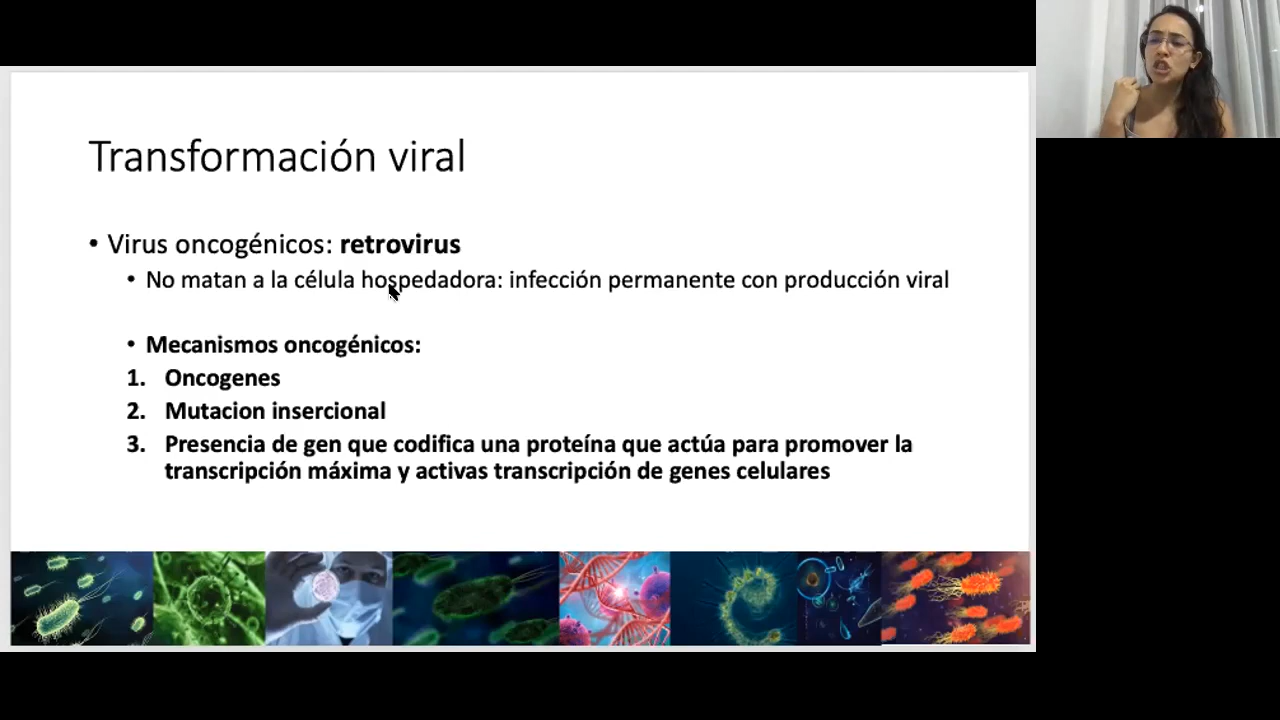 Transformación viral
• Virus oncogénicos: retrovirus
• No matan a la célula hospedadora: infección permanente con producción viral
• Mecanismos oncogénicos:
1. Oncogenes
2. Mutacion insercional
3. Presencia de gen que codifica una proteína que actúa para promover la
transcripción máxima y activas transcripción de genes celulares